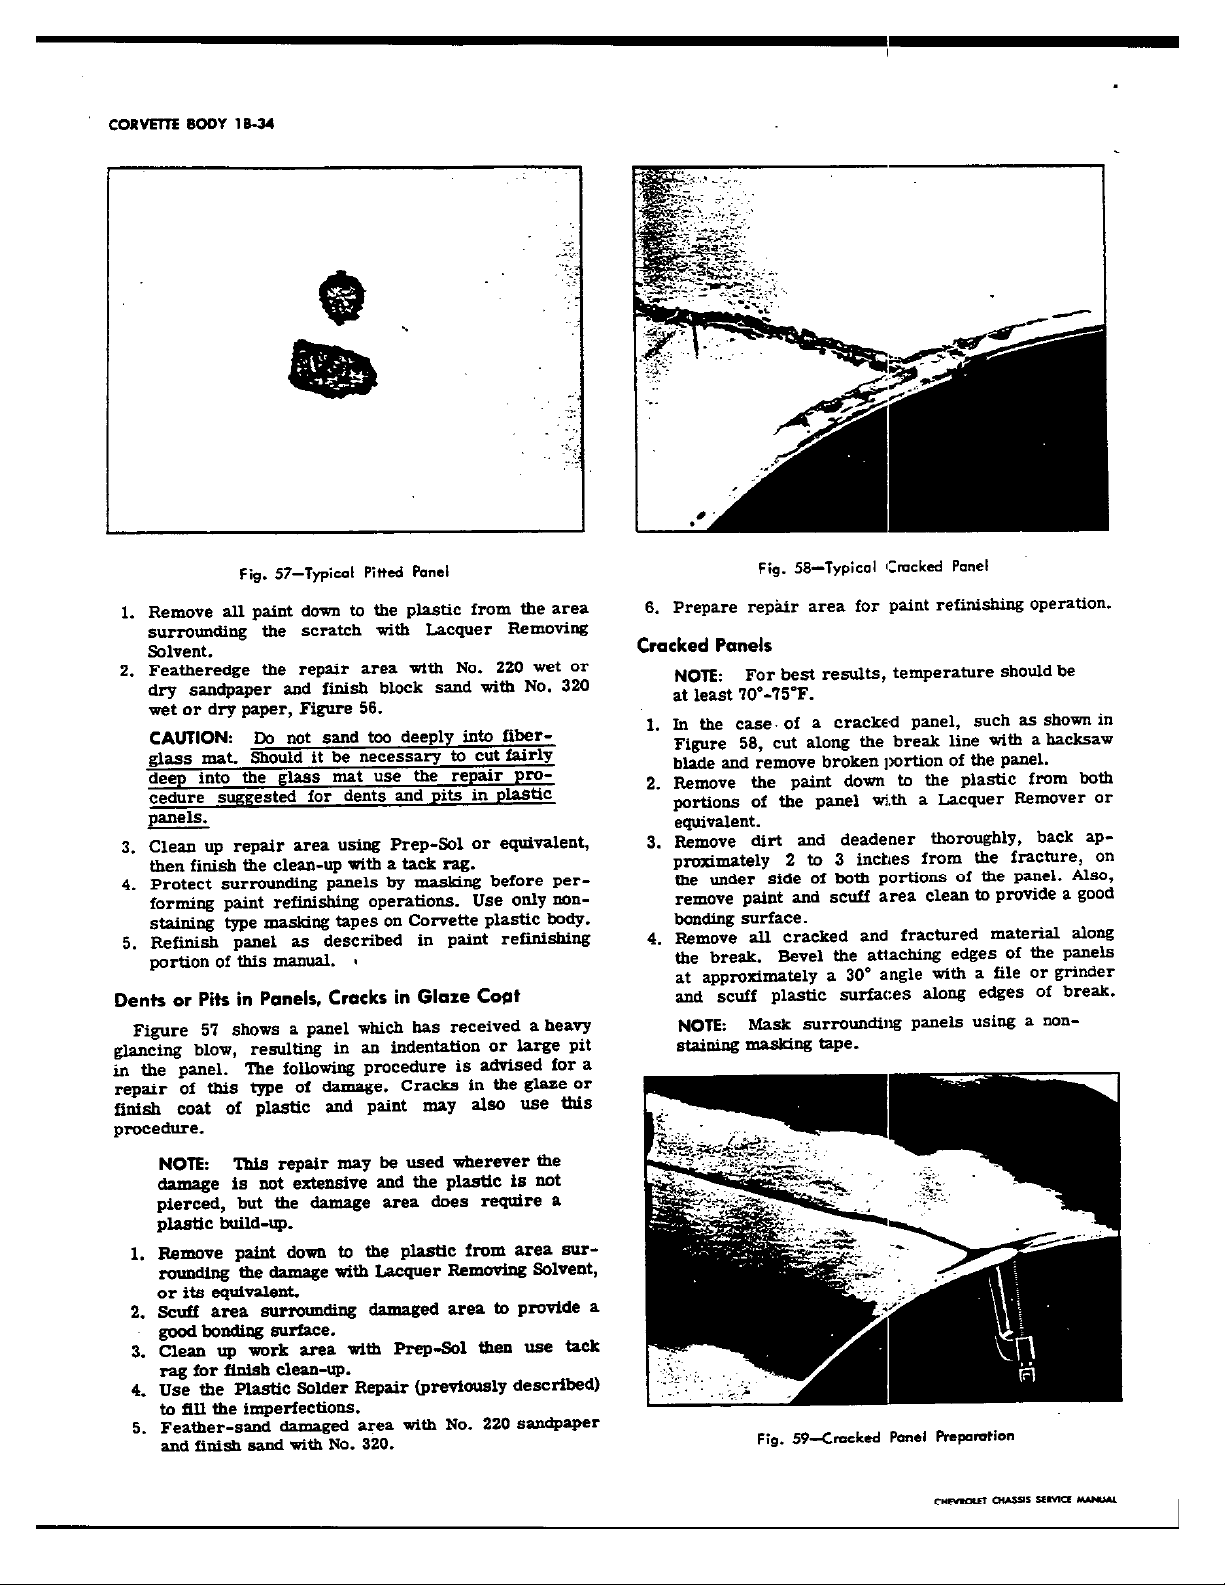 CORVETTE BODY 1B-34
Fig. 57—Typical Pitted Panel
1. Remove all paint down to the plastic from the area
surrounding the scratch with Lacquer Removing
Solvent.
2. Featheredge the repair area with No. 220 wet or
dry sandpaper and finish block sand with No. 320
wet or dry paper, Figure 56.
CAUTION: Do not sand too deeply into fiber-
glass mat. Should it be necessary to cut fairly
deep into the glass mat use the repair pro-
cedure suggested for dents and pits in plastic
panels.
3. Clean up repair area using Prep-Sol or equivalent,
then finish the clean-up with a tack rag.
4. Protect surrounding panels by masking before per-
forming paint refinishing operations. Use only non-
staining type masking tapes on Corvette plastic body.
5. Refinish panel as described in paint refinishing
portion of this manual.
Dents or Pits in Panels, Cracks in Glaze Coat
Figure 57 shows a panel which has received a heavy
glancing blow, resulting in an indentation or large pit
in the panel. The following procedure is advised for a
repair of this type of damage. Cracks in the glaze or
finish coat of plastic and paint may also use this
procedure.
NOTE: This repair may be used wherever the
damage is not extensive and the plastic is not
pierced, but the damage area does require a
plastic build-up.
1. Remove paint down to the plastic from area sur-
rounding the damage with Lacquer Removing Solvent,
or its equivalent.
2. Scuff area surrounding damaged area to provide a
good bonding surface.
3. Clean up work area with Prep-Sol then use tack
rag for finish clean-up.
4. Use the Plastic Solder Repair (previously described)
to fill the imperfections.
5. Feather-sand damaged area with No. 220 sandpaper
and finish sand with No. 320.
Fig. 58—Typical Cracked Panel
6. Prepare repair area for paint refinishing operation.
Cracked Panels
NOTE: For best results, temperature should be
at least 70°-75°F.
1. In the case of a cracked panel, such as shown in
Figure 58, cut along the break line with a hacksaw
blade and remove broken portion of the panel.
2. Remove the paint down to the plastic from both
portions of the panel with a Lacquer Remover or
equivalent.
3. Remove dirt and deadener thoroughly, back ap-
proximately 2 to 3 inches from the fracture, on
the under side of both portions of the panel. Also,
remove paint and scuff area clean to provide a good
bonding surface.
4. Remove all cracked and fractured material along
the break. Bevel the attaching edges of the panels
at approximately a 30° angle with a file or grinder
and scuff plastic surfaces along edges of break.
NOTE: Mask surrounding panels using a non-
staining masking tape.
Fig. 59—Cracked Panel Preparation
CHEVROLET CHASSIS SERVICE MANUAL